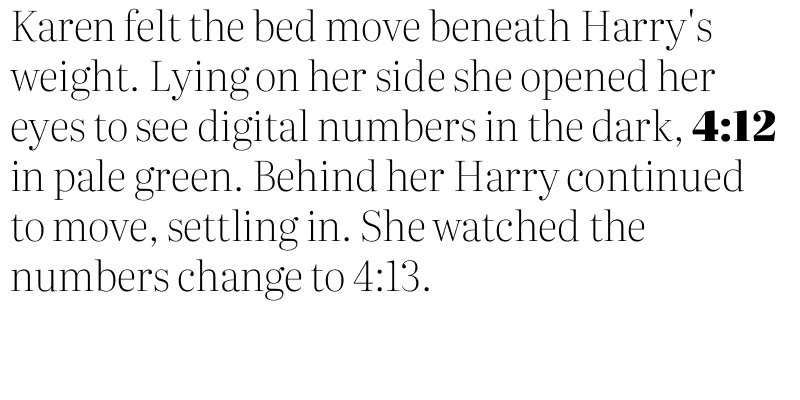 Karen felt the bed move beneath Harry's
weight. Lying on her side she opened her
eyes to see digital numbers in the dark, 4:12
in pale green. Behind her Harry continued
to move, settling in. She watched the
numbers change to 4:13.